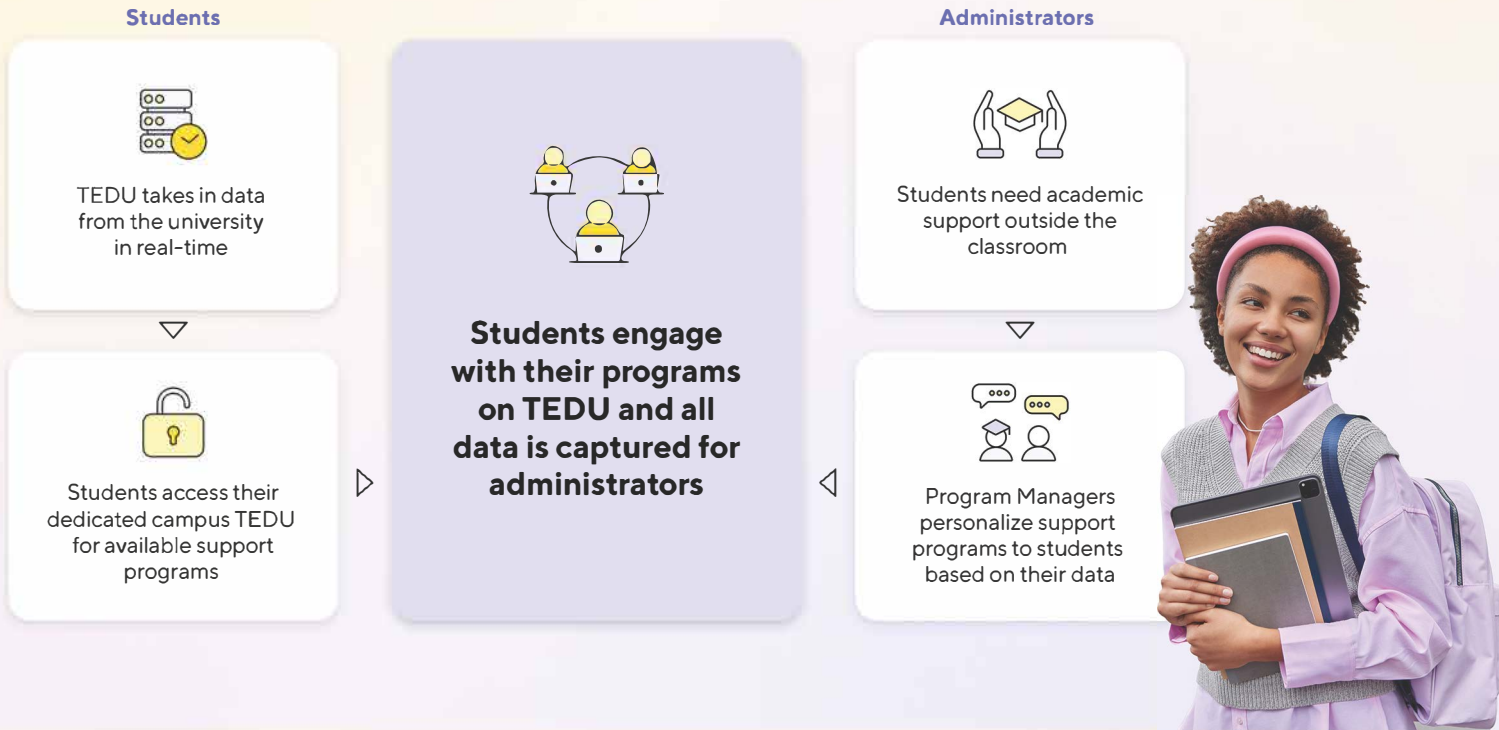 Students
TEDU takes in data
from the university
in real-time
Students access their
dedicated campus TEDU
for available support
programs
Students engage
with their programs
on TEDU and all
data is captured for
administrators
Administrators
Students need academic
support outside the
classroom
Program Managers
personalize support
programs to students
based on their data